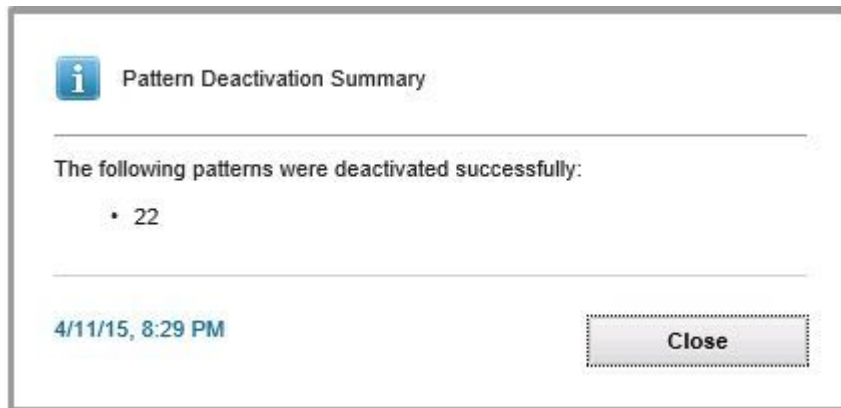 Pattern Deactivation Summary
The following patterns were deactivated successfully:
• 22
4/11/15, 8:29 PM
Close